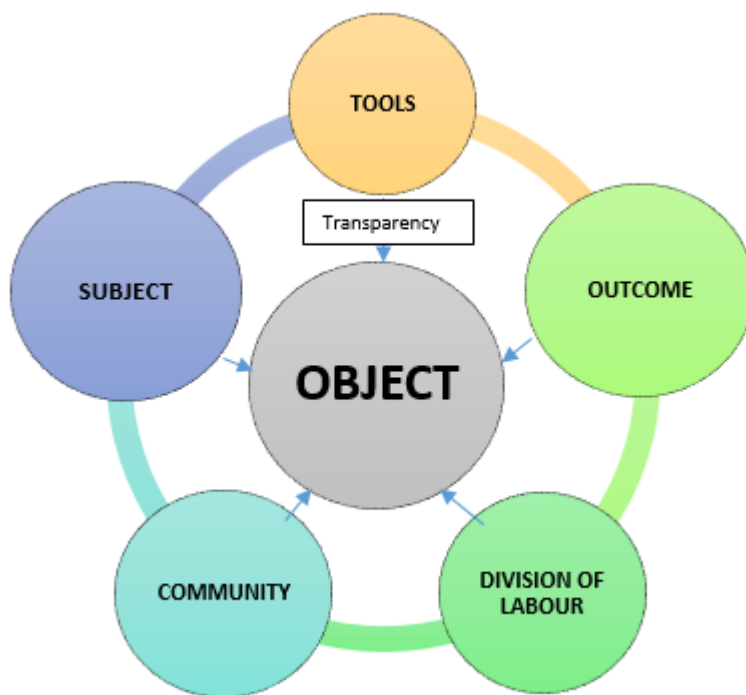 TOOLS
Transparency
SUBJECT
OUTCOME
OBJECT
COMMUNITY
DIVISION OF
LABOUR